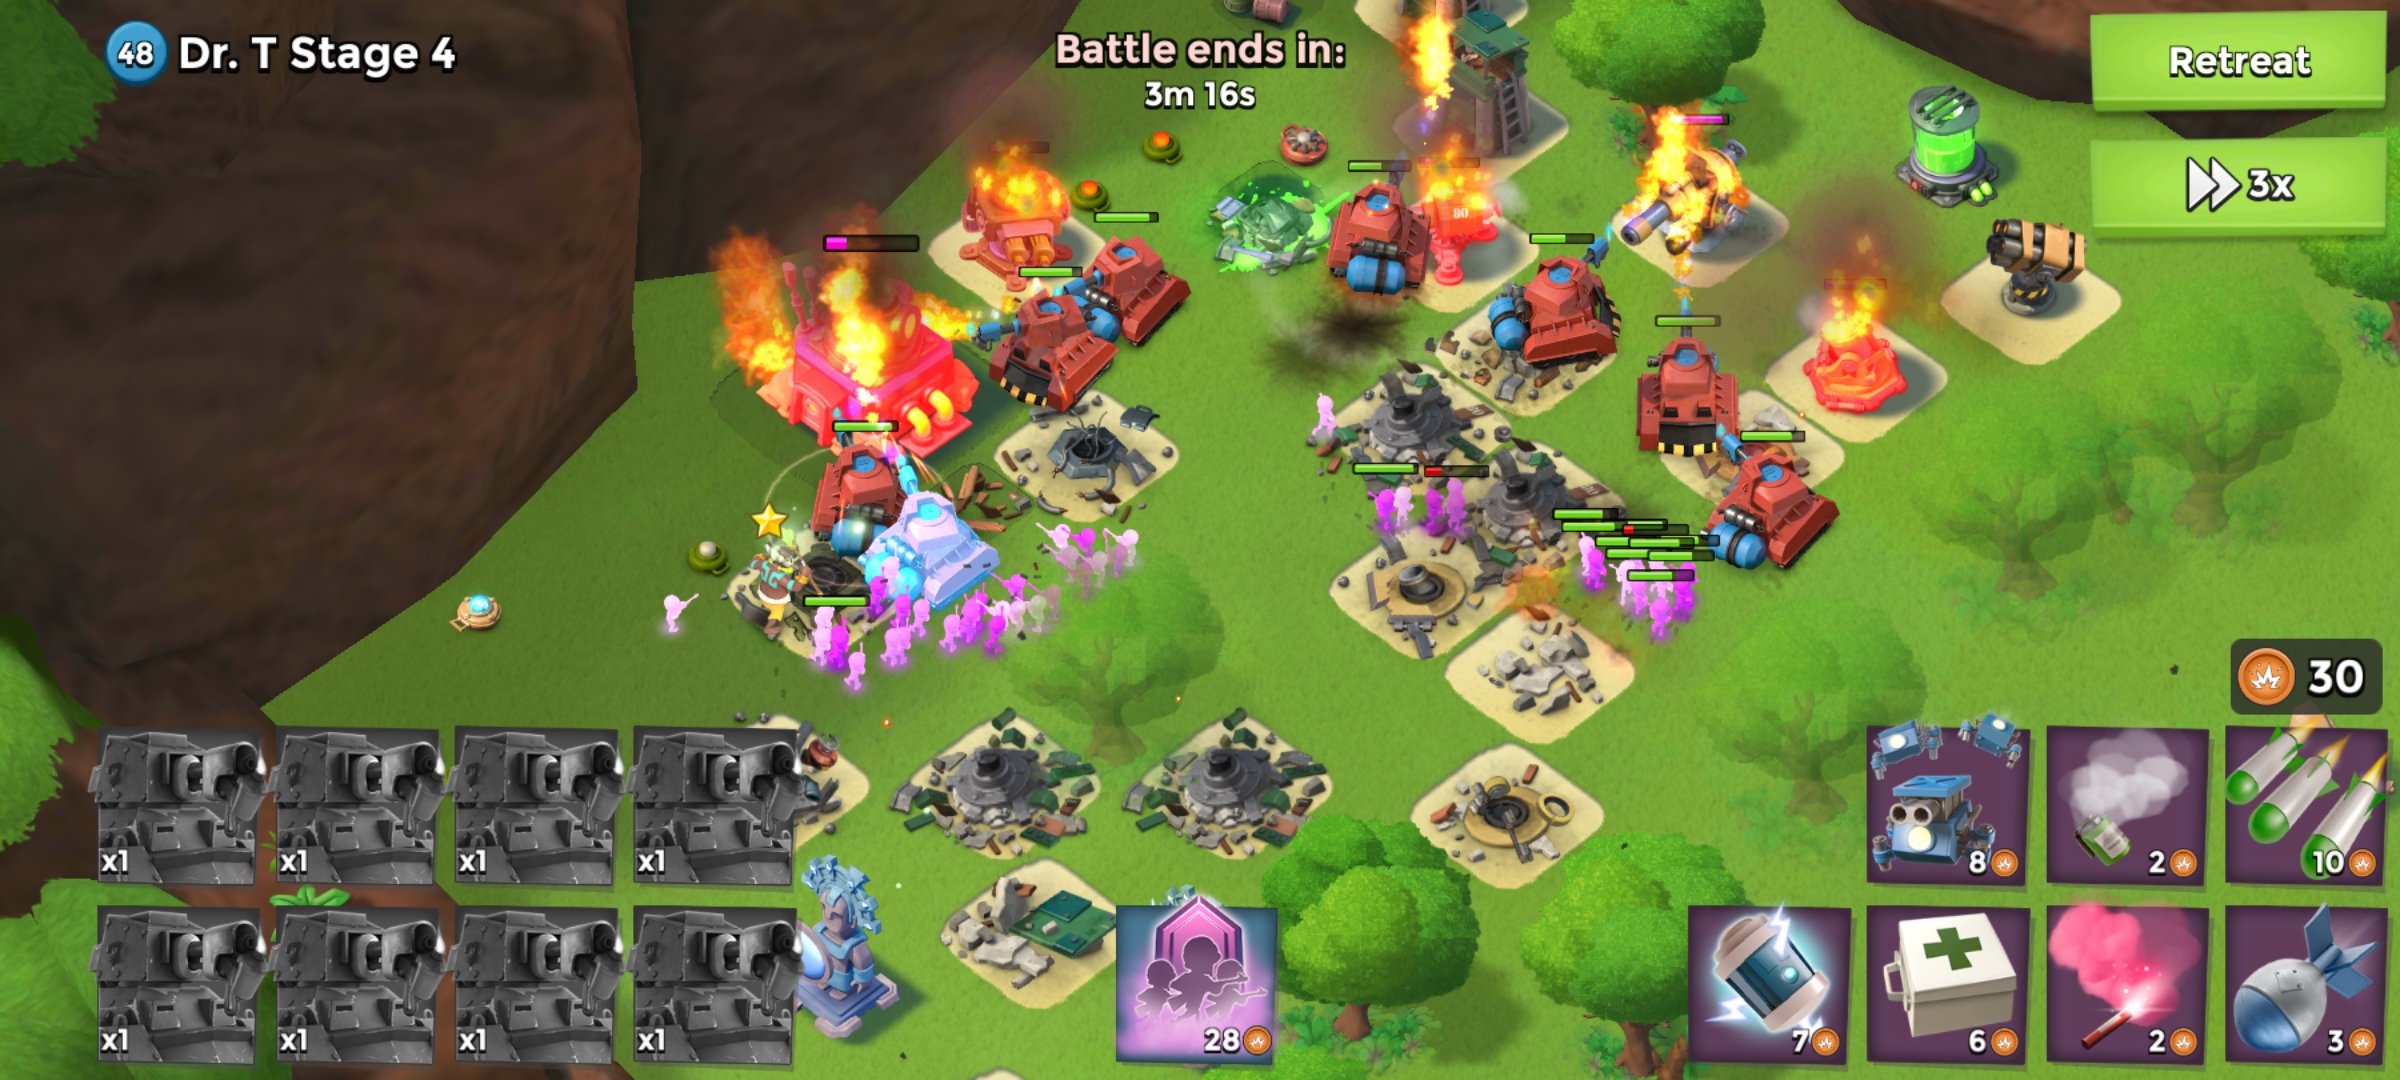 48 Dr. T Stage 4
Battle ends in:
3m 16s
Retreat
3x
80
30
x1 x1 x1 x1
8 2 10
x1 x1 x1 x1
28
7 6 2 3